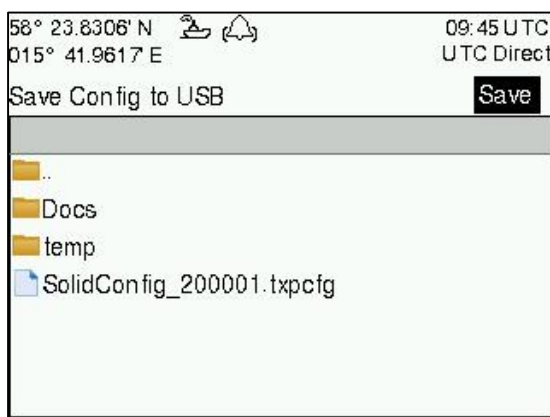 58° 23.8306' N
09:45 UTC
015° 41.9617' E
UTC Direct
Save Config to USB
Save
..
Docs
temp
SolidConfig_200001.txpcfg